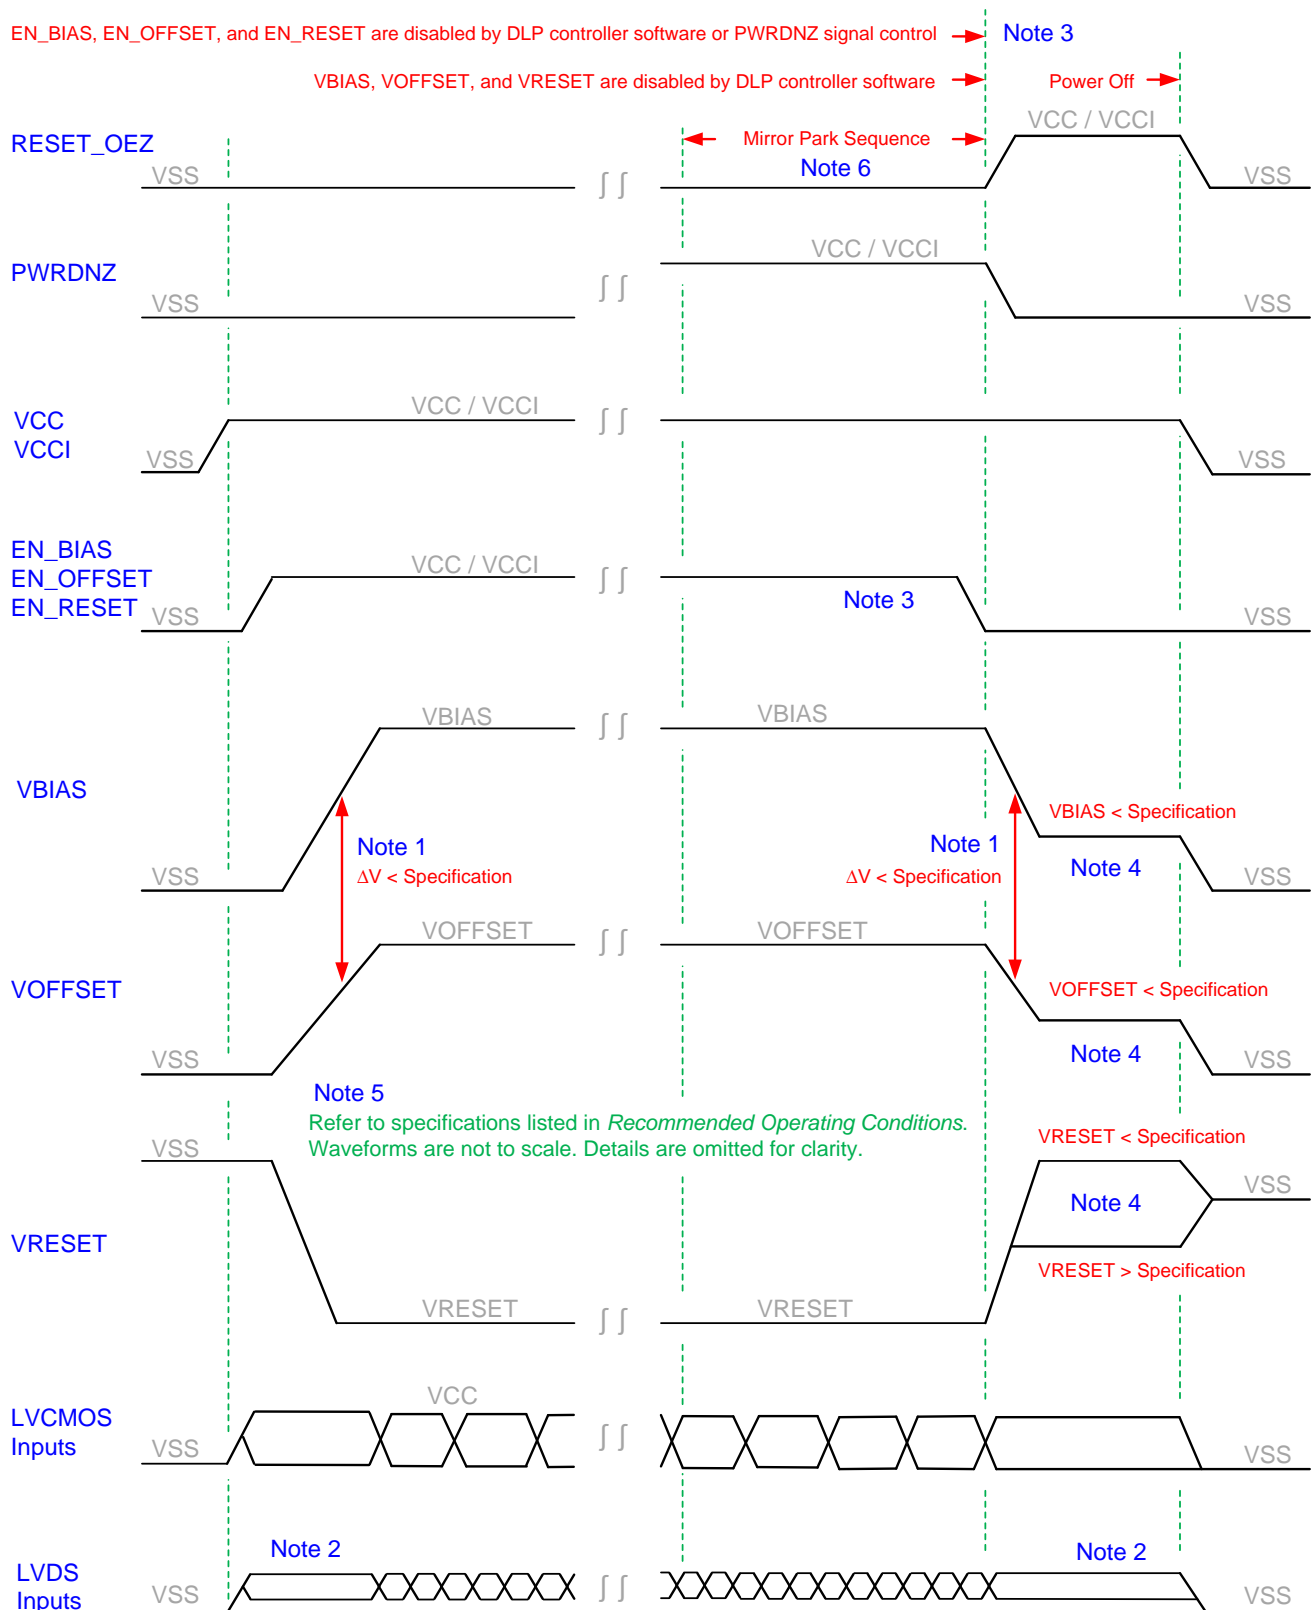 EN_BIAS, EN_OFFSET, and EN_RESET are disabled by DLP controller software or PWRDNZ signal control
Note 3
VBIAS, VOFFSET, and VRESET are disabled by DLP controller software
Power Off
RESET_OEZ
VSS
Mirror Park Sequence
Note 6
VCC / VCCI
VSS
PWRDNZ
VSS
∫ ∫
VCC / VCCI
VSS
∫ ∫
VCC
VCCI
VSS
VCC / VCCI
∫ ∫
VSS
EN_BIAS
EN_OFFSET
EN_RESET
VSS
VCC / VCCI
∫ ∫
Note 3
VSS
VBIAS
VBIAS
∫ ∫
VBIAS
VSS
Note 1
ΔV < Specification
Note 1
ΔV < Specification
VBIAS < Specification
Note 4
VSS
VOFFSET
VOFFSET
∫ ∫
VOFFSET
VSS
VOFFSET < Specification
Note 4
VSS
Note 5
Refer to specifications listed in Recommended Operating Conditions.
Waveforms are not to scale. Details are omitted for clarity.
VSS
VRESET
VRESET
∫ ∫
VRESET
VRESET < Specification
Note 4
VRESET > Specification
VSS
LVCMOS
Inputs
VSS
VCC
∫ ∫
VSS
LVDS
Inputs
VSS
Note 2
∫ ∫
Note 2
VSS